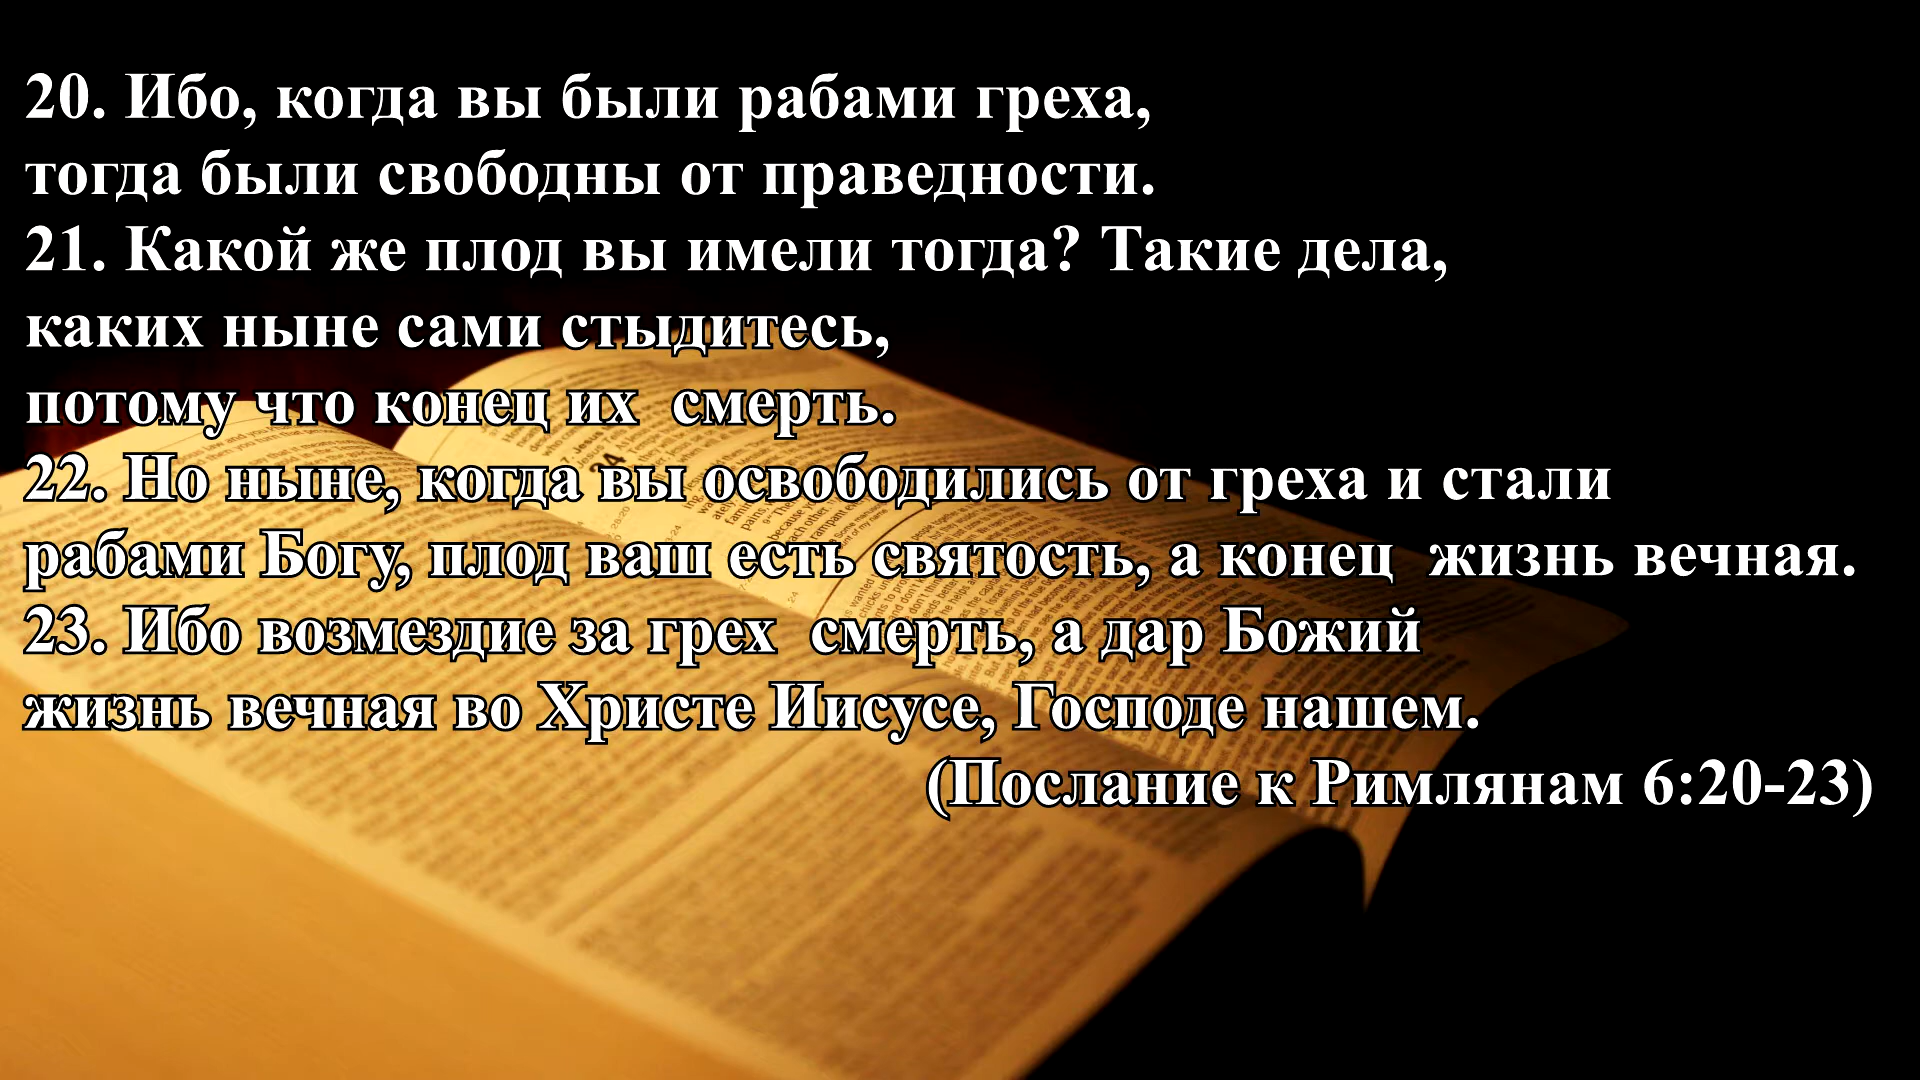 20. Ибо, когда вы были рабами греха,
тогда были свободны от праведности.
21. Какой же плод вы имели тогда? Такие дела,
каких ныне сами стыдитесь,
потому что конец их  смерть.
22. Но ныне, когда вы освободились от греха и стали
рабами Богу, плод ваш есть святость, а конец  жизнь вечная.
23. Ибо возмездие за грех  смерть, а дар Божий
жизнь вечная во Христе Иисусе, Господе нашем.
(Послание к Римлянам 6:20-23)